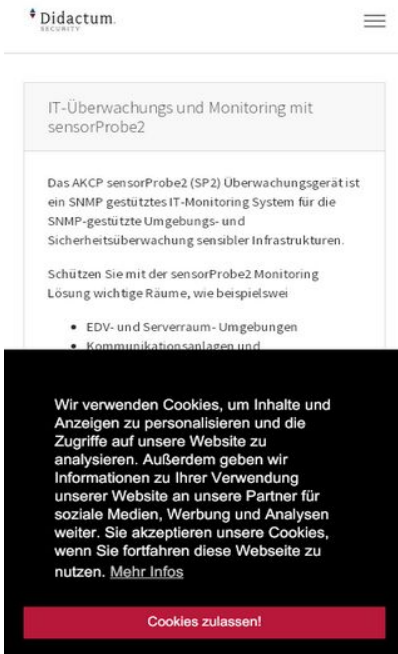 Didactum
SECURITY
IT-Überwachungs und Monitoring mit
sensorProbe2
Das AKCP sensorProbe2 (SP2) Überwachungsgerät ist
ein SNMP gestütztes IT-Monitoring System für die
SNMP-gestützte Umgebungs- und
Sicherheitsüberwachung sensibler Infrastrukturen.
Schützen Sie mit der sensorProbe2 Monitoring
Lösung wichtige Räume, wie beispielswei
• EDV- und Serverraum- Umgebungen
• Kommunikationsanlagen und
Wir verwenden Cookies, um Inhalte und
Anzeigen zu personalisieren und die
Zugriffe auf unsere Website zu
analysieren. Außerdem geben wir
Informationen zu Ihrer Verwendung
unserer Website an unsere Partner für
soziale Medien, Werbung und Analysen
weiter. Sie akzeptieren unsere Cookies,
wenn Sie fortfahren diese Webseite zu
nutzen. Mehr Infos
Cookies zulassen!